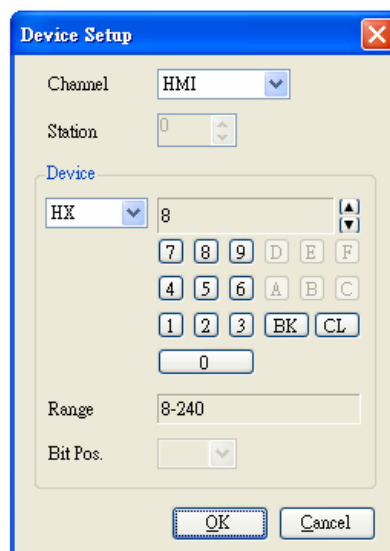 Device Setup
Channel HMI
Station 0
Device
HX 8
7 8 9 D E F
4 5 6 A B C
1 2 3 BK CL
0
Range 8-240
Bit Pos.
OK Cancel